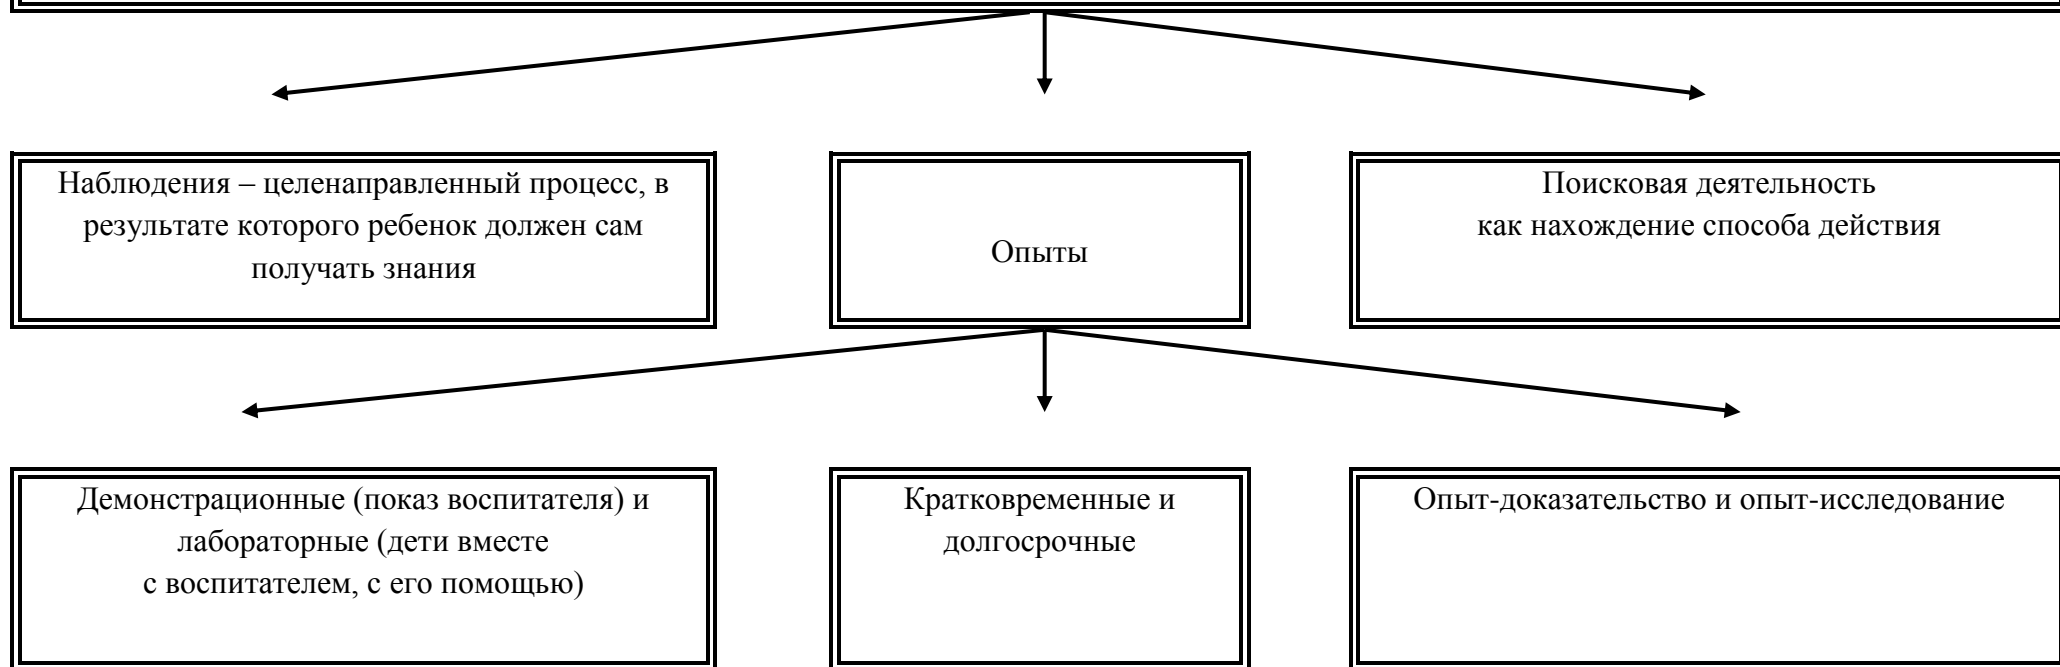 Наблюдения – целенаправленный процесс, в
результате которого ребенок должен сам
получать знания
Опыты
Поисковая деятельность
как нахождение способа действия
Демонстрационные (показ воспитателя) и
лабораторные (дети вместе
с воспитателем, с его помощью)
Кратковременные и
долгосрочные
Опыт-доказательство и опыт-исследование